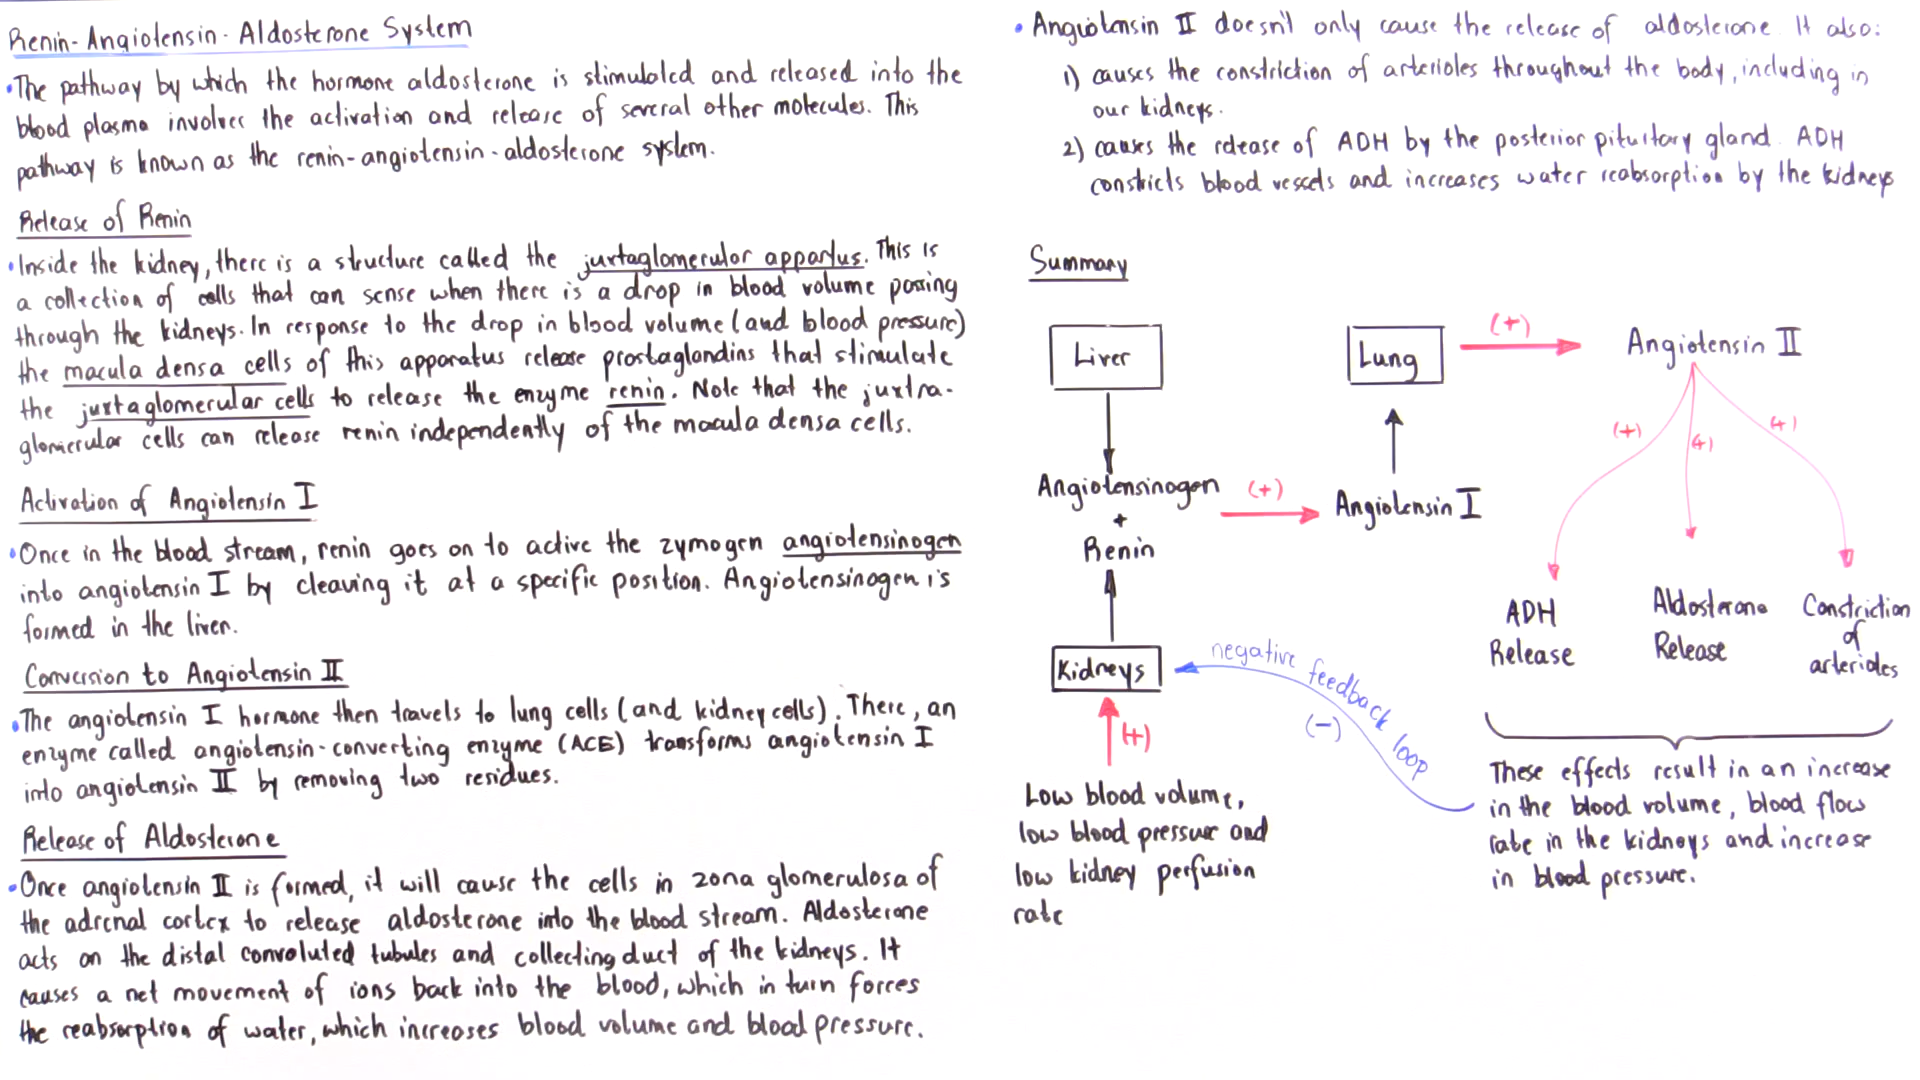 Renin-Angiotensin-Aldosterone System
•The pathway by which the hormone aldosterone is stimulated and released into the
blood plasma involves the activation and release of several other molecules. This
pathway is known as the renin-angiotensin-aldosterone system.
Release of Renin
•Inside the kidney, there is a structure called the juxtaglomerular appartus. This is
a collection of cells that can sense when there is a drop in blood volume passing
through the kidneys. In response to the drop in blood volume (and blood pressure)
the macula densa cells of this apparatus release prostaglandins that stimulate
the juxtaglomerular cells to release the enzyme renin. Note that the juxtra-
glomerular cells can release renin independently of the macula densa cells.
Activation of Angiotensin I
•Once in the blood stream, renin goes on to active the zymogen angiotensinogen
into angiotensin I by cleaving it at a specific position. Angiotensinogen is
formed in the liver.
Conversion to Angiotensin II
•The angiotensin I hormone then travels to lung cells (and kidney cells). There, an
enzyme called angiotensin-converting enzyme (ACE) transforms angiotensin I
into angiotensin II by removing two residues.
Release of Aldosterone
•Once angiotensin II is formed, it will cause the cells in zona glomerulosa of
the adrenal cortex to release aldosterone into the blood stream. Aldosterone
acts on the distal convoluted tubules and collecting duct of the kidneys. It
causes a net movement of ions back into the blood, which in turn forces
the reabsorption of water, which increases blood volume and blood pressure.
• Angiotensin II doesn't only cause the release of aldosterone. It also:
1) causes the constriction of arterioles throughout the body, including in
our kidneys.
2) causes the release of ADH by the posterior pituitary gland. ADH
constricts blood vessels and increases water reabsorption by the kidneys
Summary
Liver
Angiotensinogen
+
Renin
Kidneys
(+)
Low blood volume,
low blood pressure and
low kidney perfusion
rate
(+)
Angiotensin I
Lung
(+)
Angiotensin II
(+)
(+)
(+)
ADH
Release
Aldosterone
Release
Constriction
of
arterioles
negative feedback loop
(-)
These effects result in an increase
in the blood volume, blood flow
rate in the kidneys and increase
in blood pressure.